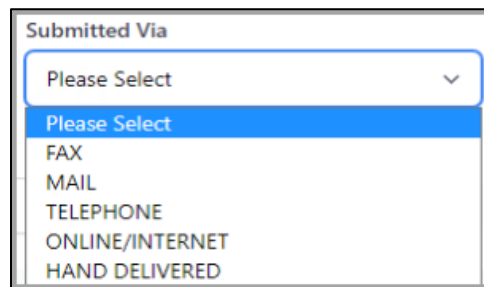 Submitted Via
Please Select
Please Select
FAX
MAIL
TELEPHONE
ONLINE/INTERNET
HAND DELIVERED